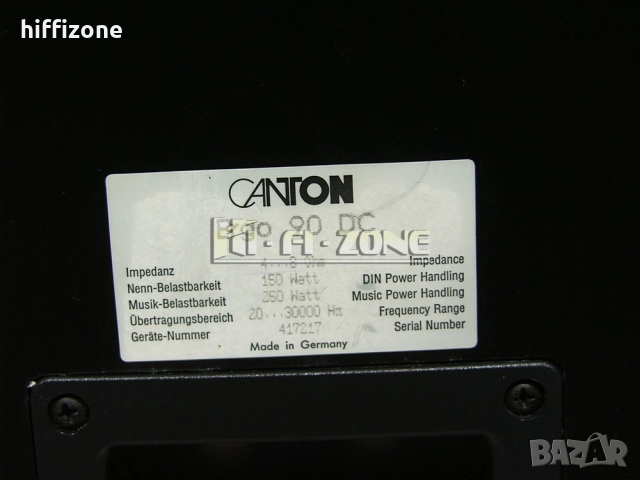 hiffizone
CANTON
Ergo 90 DC
HI-FI-ZONE
Impedanz 4...8 Ohm Impedance
Nenn-Belastbarkeit 150 Watt DIN Power Handling
Musik-Belastbarkeit 250 Watt Music Power Handling
Übertragungsbereich 20...30000 Hz Frequency Range
Geräte-Nummer 417217 Serial Number
Made in Germany
BAZAR